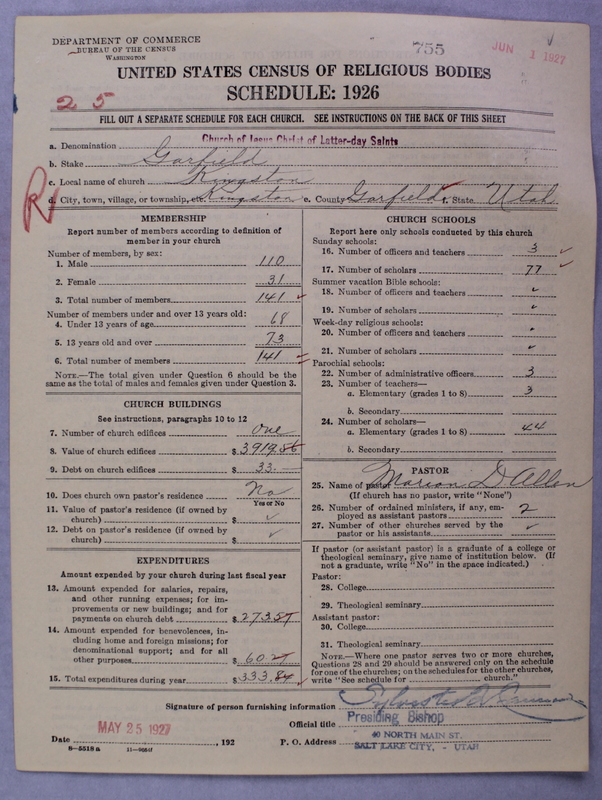 DEPARTMENT OF COMMERCE
BUREAU OF THE CENSUS
WASHINGTON
755
JUN 1 1927
UNITED STATES CENSUS OF RELIGIOUS BODIES
SCHEDULE: 1926
25
FILL OUT A SEPARATE SCHEDULE FOR EACH CHURCH. SEE INSTRUCTIONS ON THE BACK OF THIS SHEET
a. Denomination Church of Jesus Christ of Latter-day Saints
b. Stake Garfield
c. Local name of church Kingston
R
d. City, town, village, or township, etc. Kingston e. County Garfield f. State Utah
MEMBERSHIP
Report number of members according to definition of
member in your church
Number of members, by sex:
1. Male 110
2. Female 31
3. Total number of members 141
Number of members under and over 13 years old:
4. Under 13 years of age 68
5. 13 years old and over 73
6. Total number of members 141
NOTE.—The total given under Question 6 should be the
same as the total of males and females given under Question 3.
CHURCH BUILDINGS
See instructions, paragraphs 10 to 12
7. Number of church edifices one
8. Value of church edifices $ 3919.56
9. Debt on church edifices $ 33.—
10. Does church own pastor's residence No
Yes or No
11. Value of pastor's residence (if owned by
church) $
12. Debt on pastor's residence (if owned by
church) $
EXPENDITURES
Amount expended by your church during last fiscal year
13. Amount expended for salaries, repairs,
and other running expenses; for im-
provements or new buildings; and for
payments on church debt $ 273.57
14. Amount expended for benevolences, in-
cluding home and foreign missions; for
denominational support; and for all
other purposes $ 60.27
15. Total expenditures during year $ 333.84
CHURCH SCHOOLS
Report here only schools conducted by this church
Sunday schools:
16. Number of officers and teachers 3
17. Number of scholars 77
Summer vacation Bible schools:
18. Number of officers and teachers
19. Number of scholars
Week-day religious schools:
20. Number of officers and teachers
21. Number of scholars
Parochial schools:
22. Number of administrative officers 3
23. Number of teachers—
a. Elementary (grades 1 to 8) 3
b. Secondary
24. Number of scholars—
a. Elementary (grades 1 to 8) 44
b. Secondary
PASTOR
25. Name of pastor Marion D Allen
(If church has no pastor, write "None")
26. Number of ordained ministers, if any, em-
ployed as assistant pastors 2
27. Number of other churches served by the
pastor or his assistants
If pastor (or assistant pastor) is a graduate of a college or
theological seminary, give name of institution below. (If
not a graduate, write "No" in the space indicated.)
Pastor:
28. College
29. Theological seminary
Assistant pastor:
30. College
31. Theological seminary
NOTE.—Where one pastor serves two or more churches,
Questions 28 and 29 should be answered only on the schedule
for one of the churches; on the schedules for the other churches,
write "See schedule for church."
Signature of person furnishing information Sylvester Q. Cannon
Official title Presiding Bishop
Date MAY 25 1927, 192 P. O. Address 40 NORTH MAIN ST.
SALT LAKE CITY, - UTAH
8-5518 a